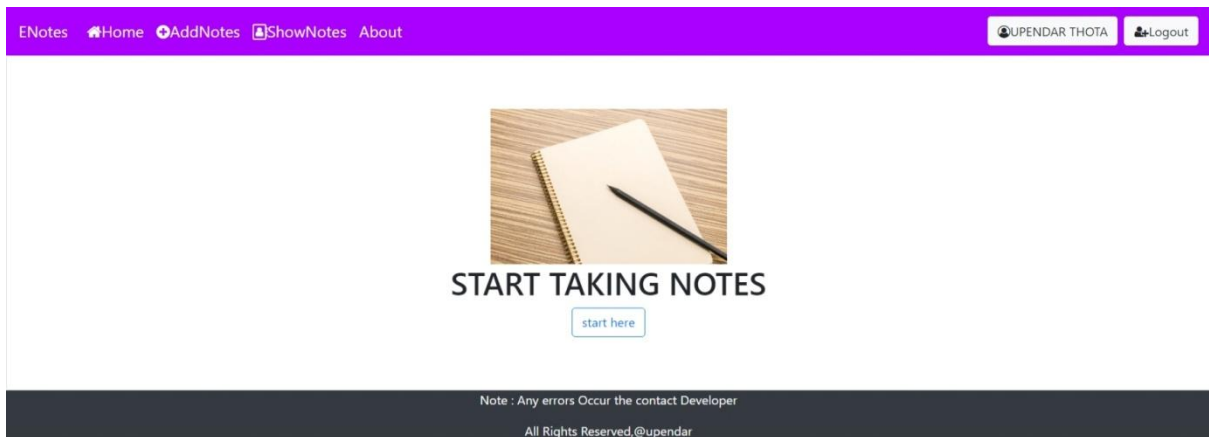 ENotes Home AddNotes ShowNotes About UPENDAR THOTA Logout
START TAKING NOTES
start here
Note : Any errors Occur the contact Developer
All Rights Reserved,@upendar